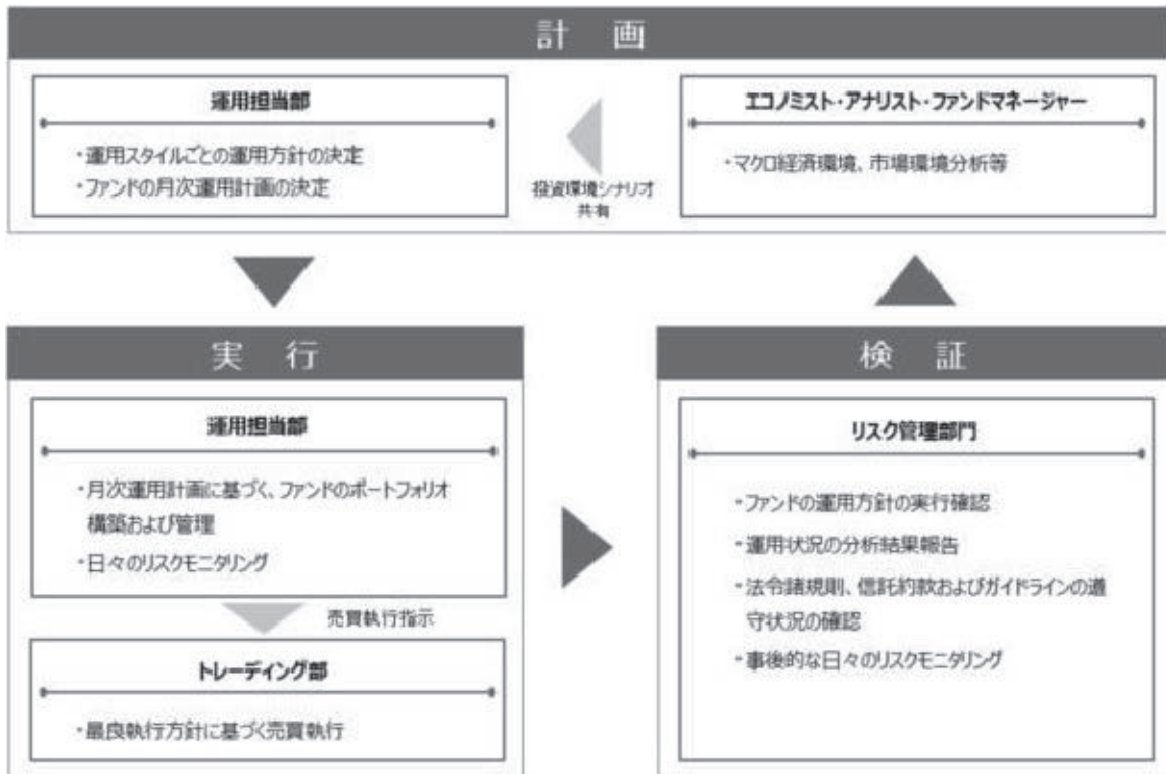 計 画
運用担当部
・運用スタイルごとの運用方針の決定
・ファンドの月次運用計画の決定
投資環境シナリオ
共有
エコノミスト・アナリスト・ファンドマネージャー
・マクロ経済環境、市場環境分析等
実 行
運用担当部
・月次運用計画に基づく、ファンドのポートフォリオ
構築および管理
・日々のリスクモニタリング
売買執行指示
トレーディング部
・最良執行方針に基づく売買執行
検 証
リスク管理部門
・ファンドの運用方針の実行確認
・運用状況の分析結果報告
・法令諸規則、信託約款およびガイドラインの遵
守状況の確認
・事後的な日々のリスクモニタリング